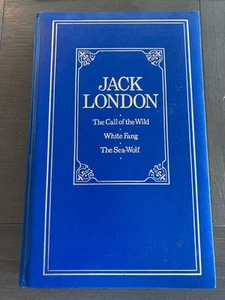 JACK
LONDON
The Call of the Wild
White Fang
The Sea-Wolf